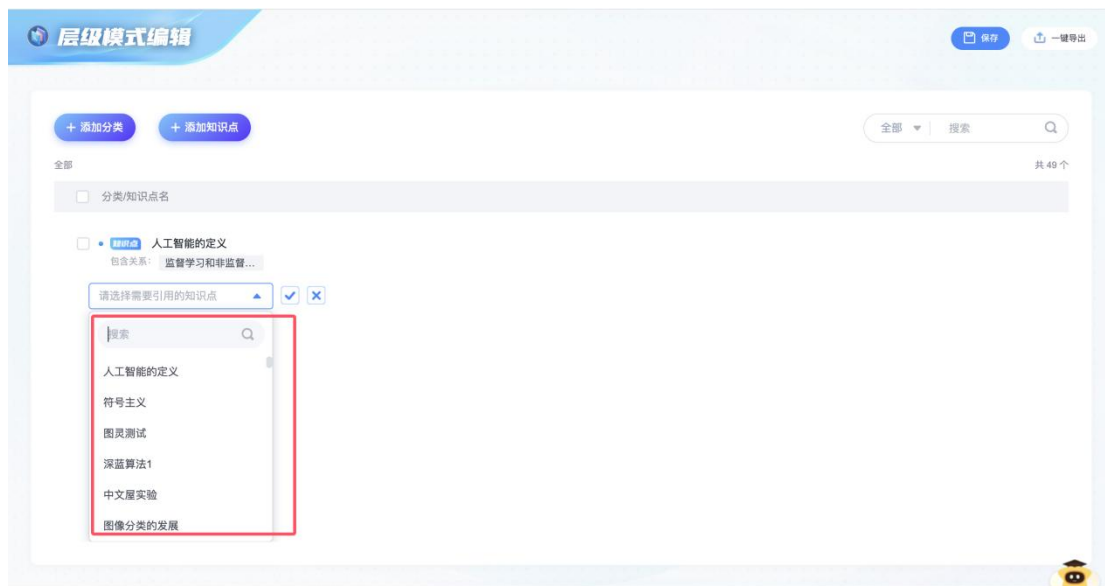 层级模式编辑
保存
一键导出
+ 添加分类
+ 添加知识点
全部
搜索
全部
共 49 个
分类/知识点名
知识点
人工智能的定义
包含关系：
监督学习和非监督...
请选择需要引用的知识点
搜索
人工智能的定义
符号主义
图灵测试
深蓝算法1
中文屋实验
图像分类的发展